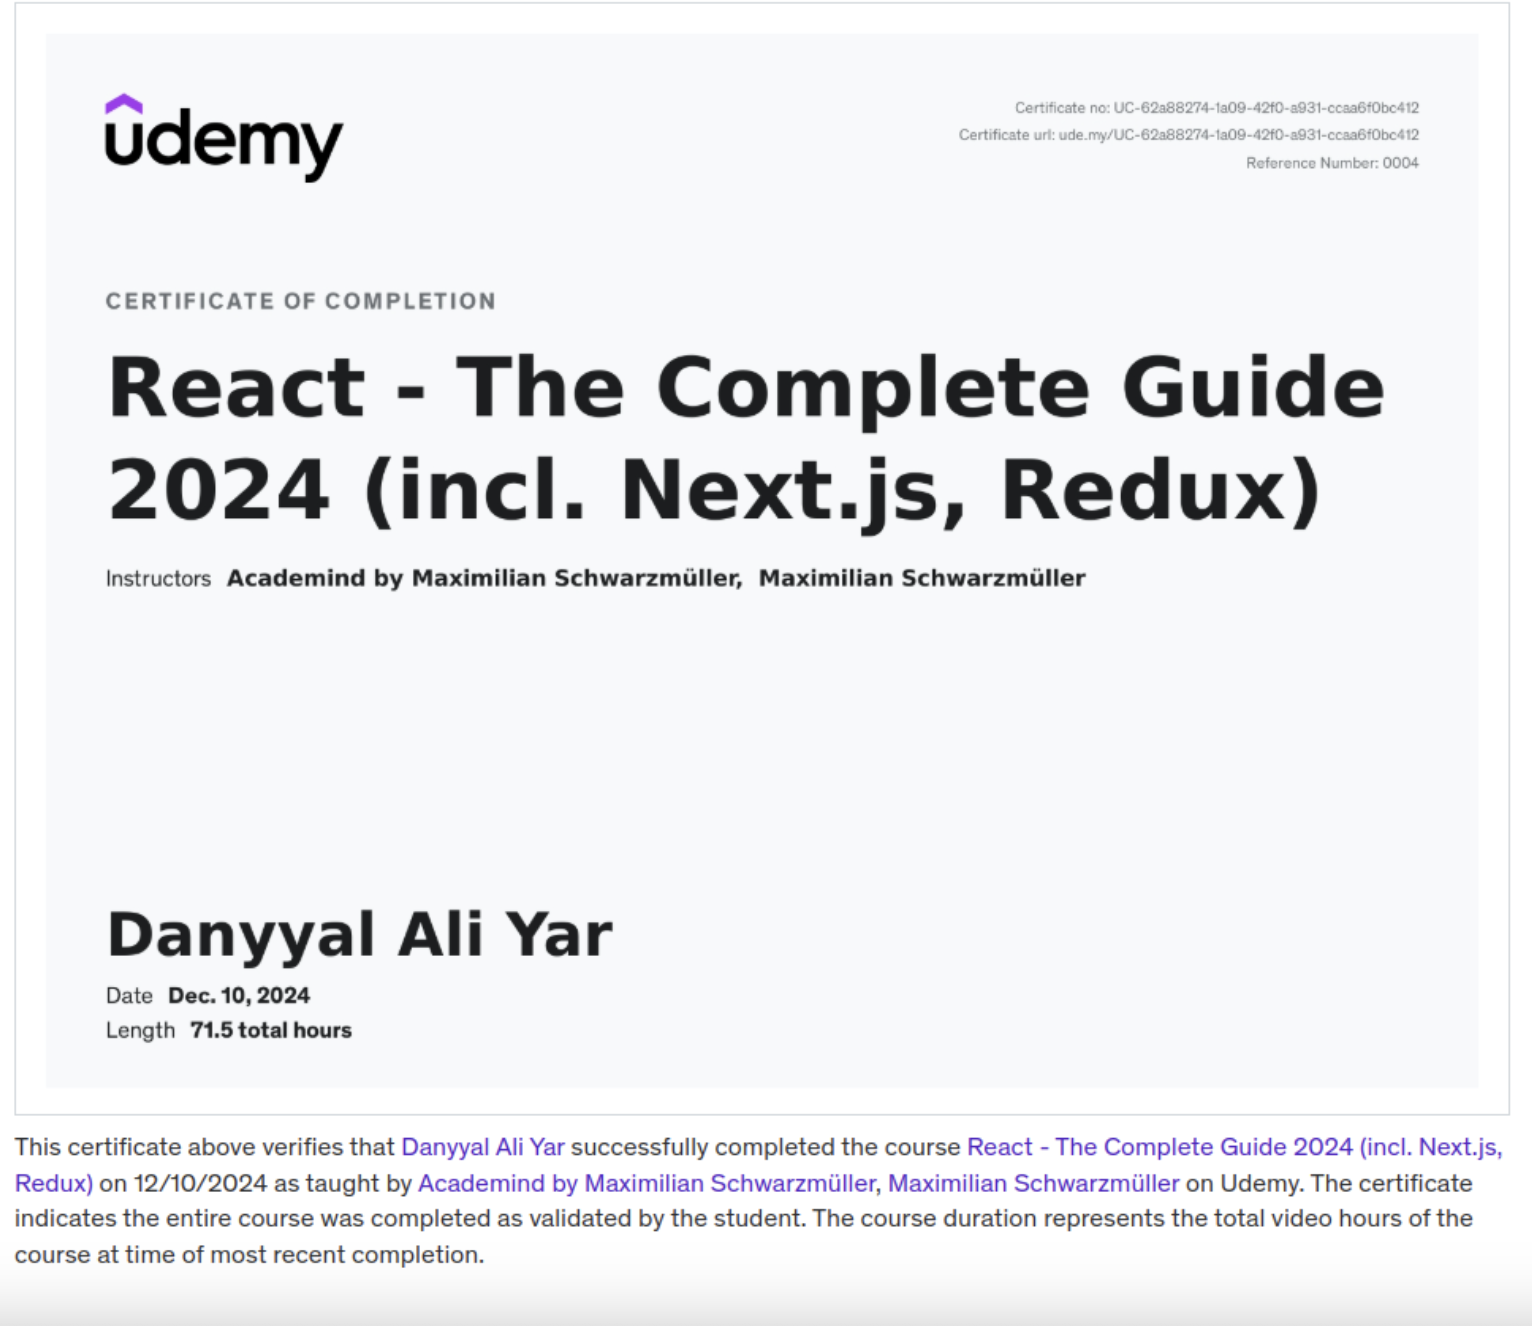 udemy
Certificate no: UC-62a88274-1a09-42f0-a931-ccaa6f0bc412
Certificate url: ude.my/UC-62a88274-1a09-42f0-a931-ccaa6f0bc412
Reference Number: 0004
CERTIFICATE OF COMPLETION
React - The Complete Guide
2024 (incl. Next.js, Redux)
Instructors Academind by Maximilian Schwarzmüller, Maximilian Schwarzmüller
Danyyal Ali Yar
Date Dec. 10, 2024
Length 71.5 total hours
This certificate above verifies that Danyyal Ali Yar successfully completed the course React - The Complete Guide 2024 (incl. Next.js,
Redux) on 12/10/2024 as taught by Academind by Maximilian Schwarzmüller, Maximilian Schwarzmüller on Udemy. The certificate
indicates the entire course was completed as validated by the student. The course duration represents the total video hours of the
course at time of most recent completion.